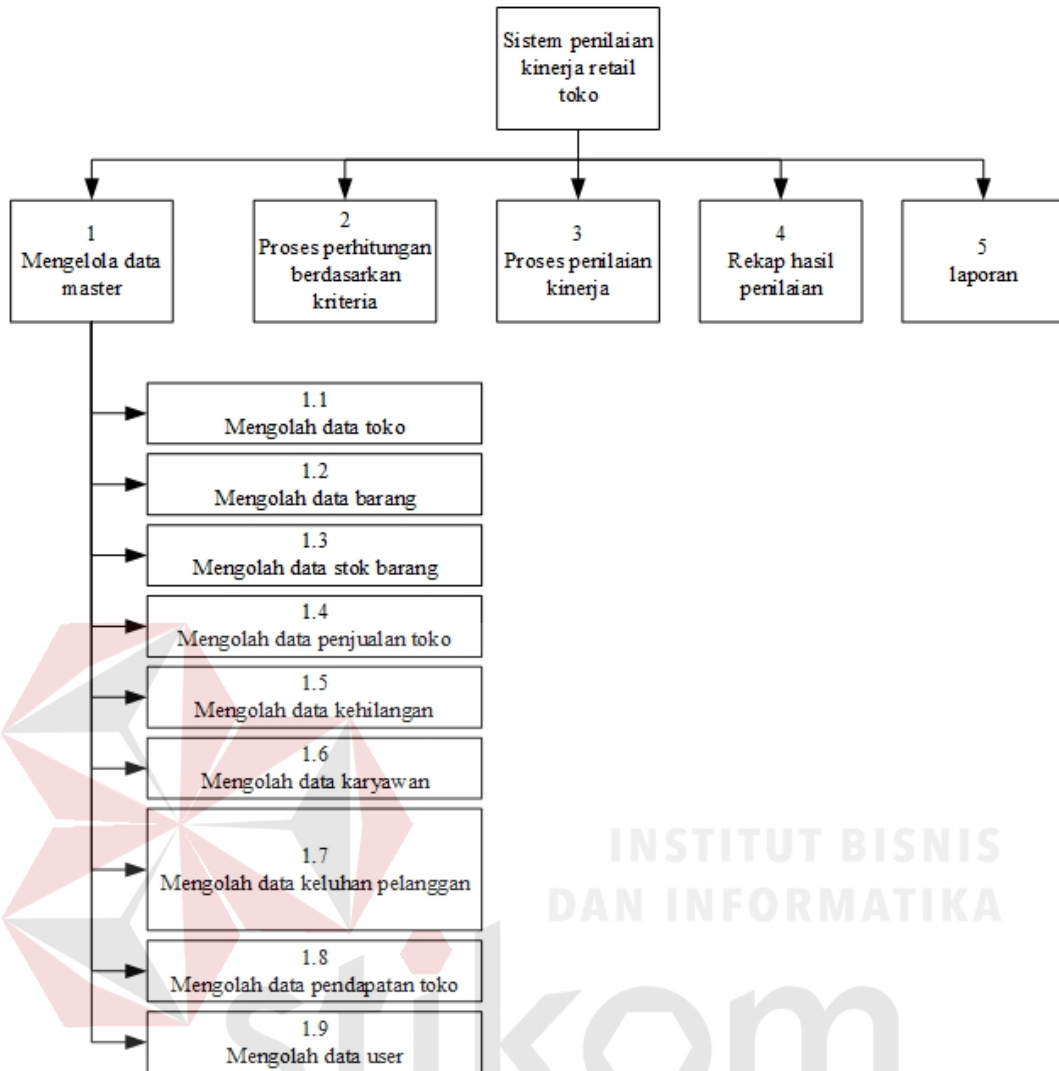 Sistem penilaian
kinerja retail
toko
1
Mengelola data
master
2
Proses perhitungan
berdasarkan
kriteria
3
Proses penilaian
kinerja
4
Rekap hasil
penilaian
5
laporan
1.1
Mengolah data toko
1.2
Mengolah data barang
1.3
Mengolah data stok barang
1.4
Mengolah data penjualan toko
1.5
Mengolah data kehilangan
1.6
Mengolah data karyawan
1.7
Mengolah data keluhan pelanggan
1.8
Mengolah data pendapatan toko
1.9
Mengolah data user
INSTITUT BISNIS
DAN INFORMATIKA
stikom